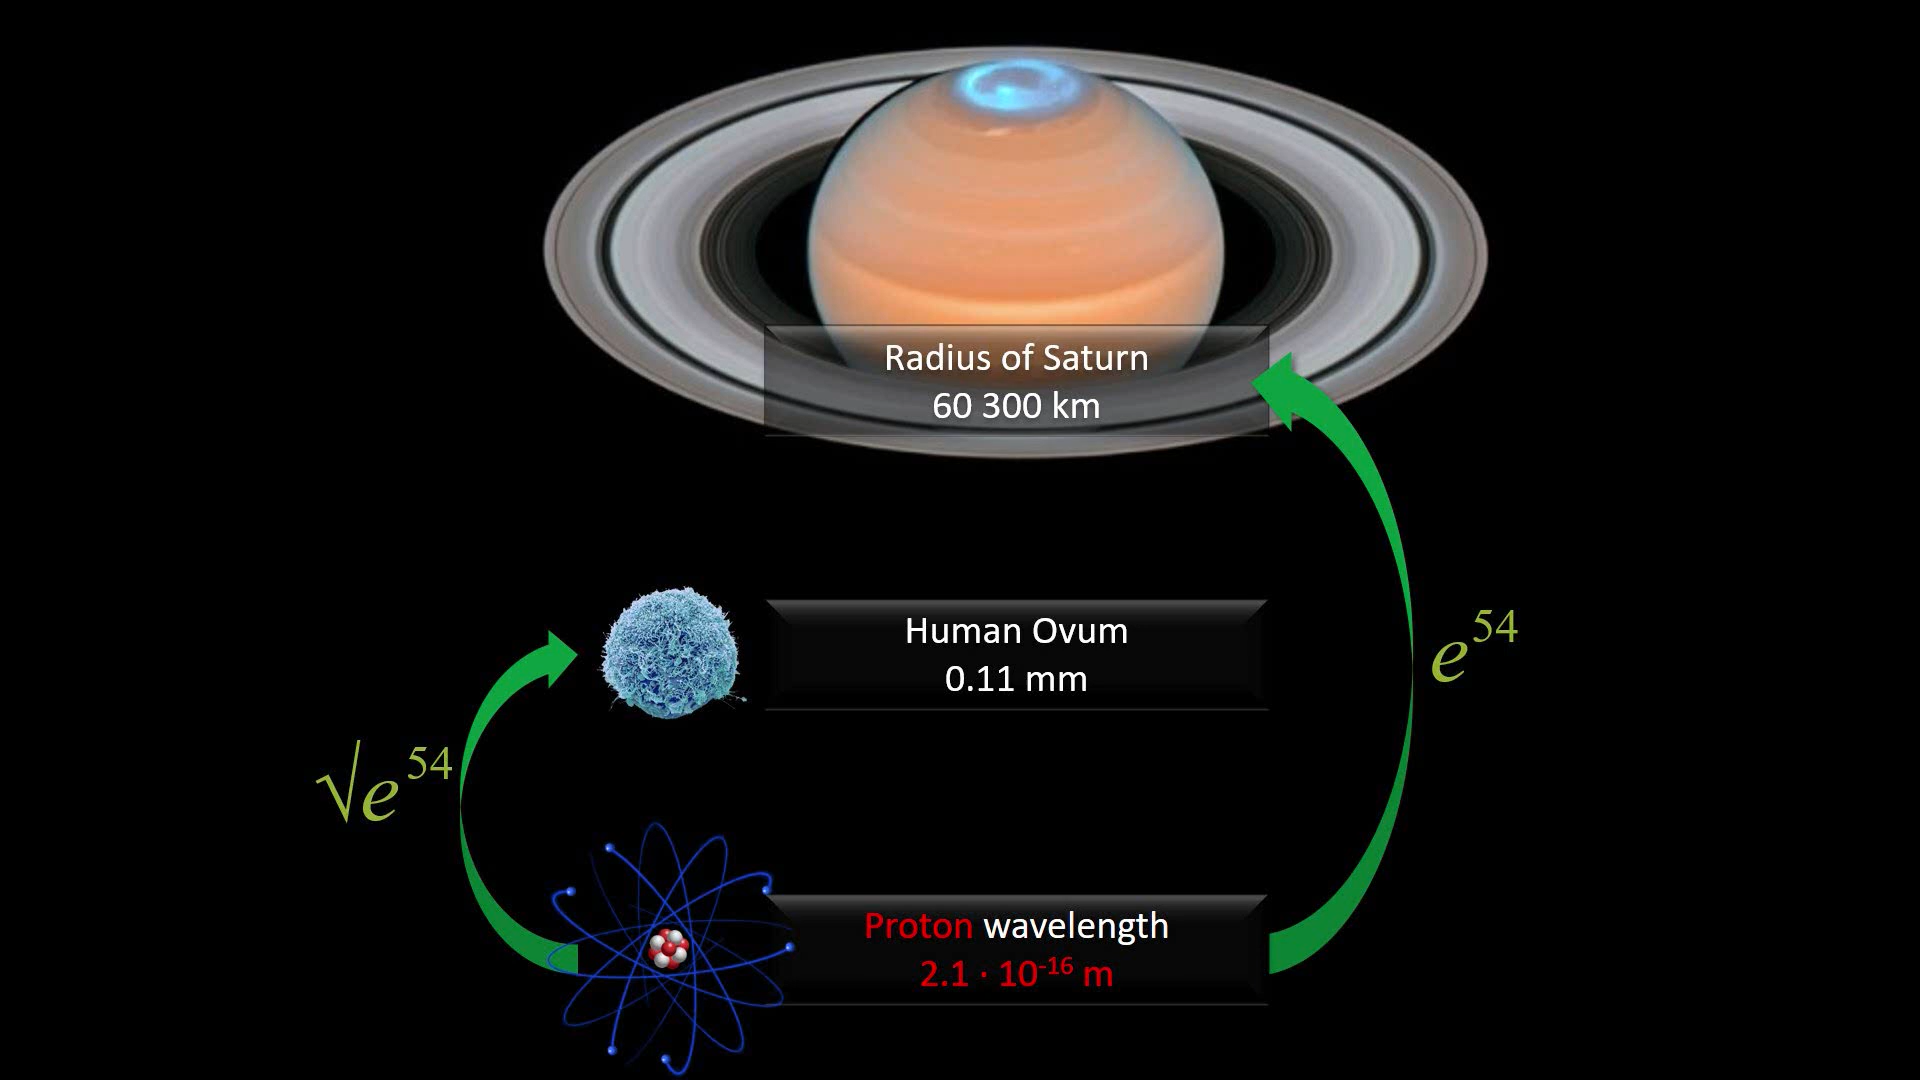 Radius of Saturn
60 300 km
Human Ovum
0.11 mm
e⁵⁴
√e⁵⁴
Proton wavelength
2.1 · 10⁻¹⁶ m